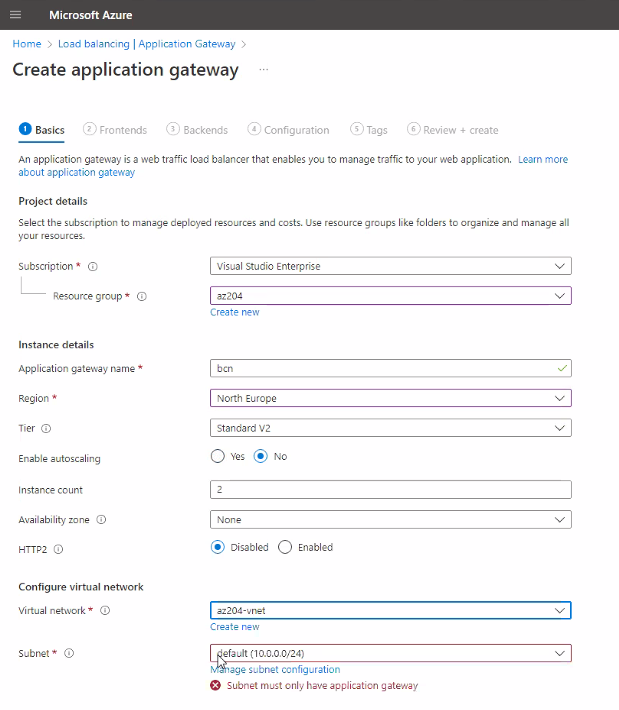 Microsoft Azure
Home > Load balancing | Application Gateway >
Create application gateway ...
1 Basics 2 Frontends 3 Backends 4 Configuration 5 Tags 6 Review + create
An application gateway is a web traffic load balancer that enables you to manage traffic to your web application. Learn more
about application gateway
Project details
Select the subscription to manage deployed resources and costs. Use resource groups like folders to organize and manage all
your resources.
Subscription * Visual Studio Enterprise
Resource group * az204
Create new
Instance details
Application gateway name * bcn
Region * North Europe
Tier Standard V2
Enable autoscaling Yes No
Instance count 2
Availability zone None
HTTP2 Disabled Enabled
Configure virtual network
Virtual network * az204-vnet
Create new
Subnet * default (10.0.0.0/24)
Manage subnet configuration
Subnet must only have application gateway